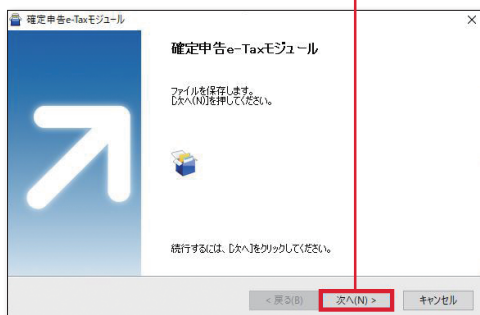 確定申告e-Taxモジュール
確定申告e-Taxモジュール
ファイルを保存します。
[次へ(N)]を押してください。
続行するには、[次へ]をクリックしてください。
< 戻る(B)
次へ(N) >
キャンセル